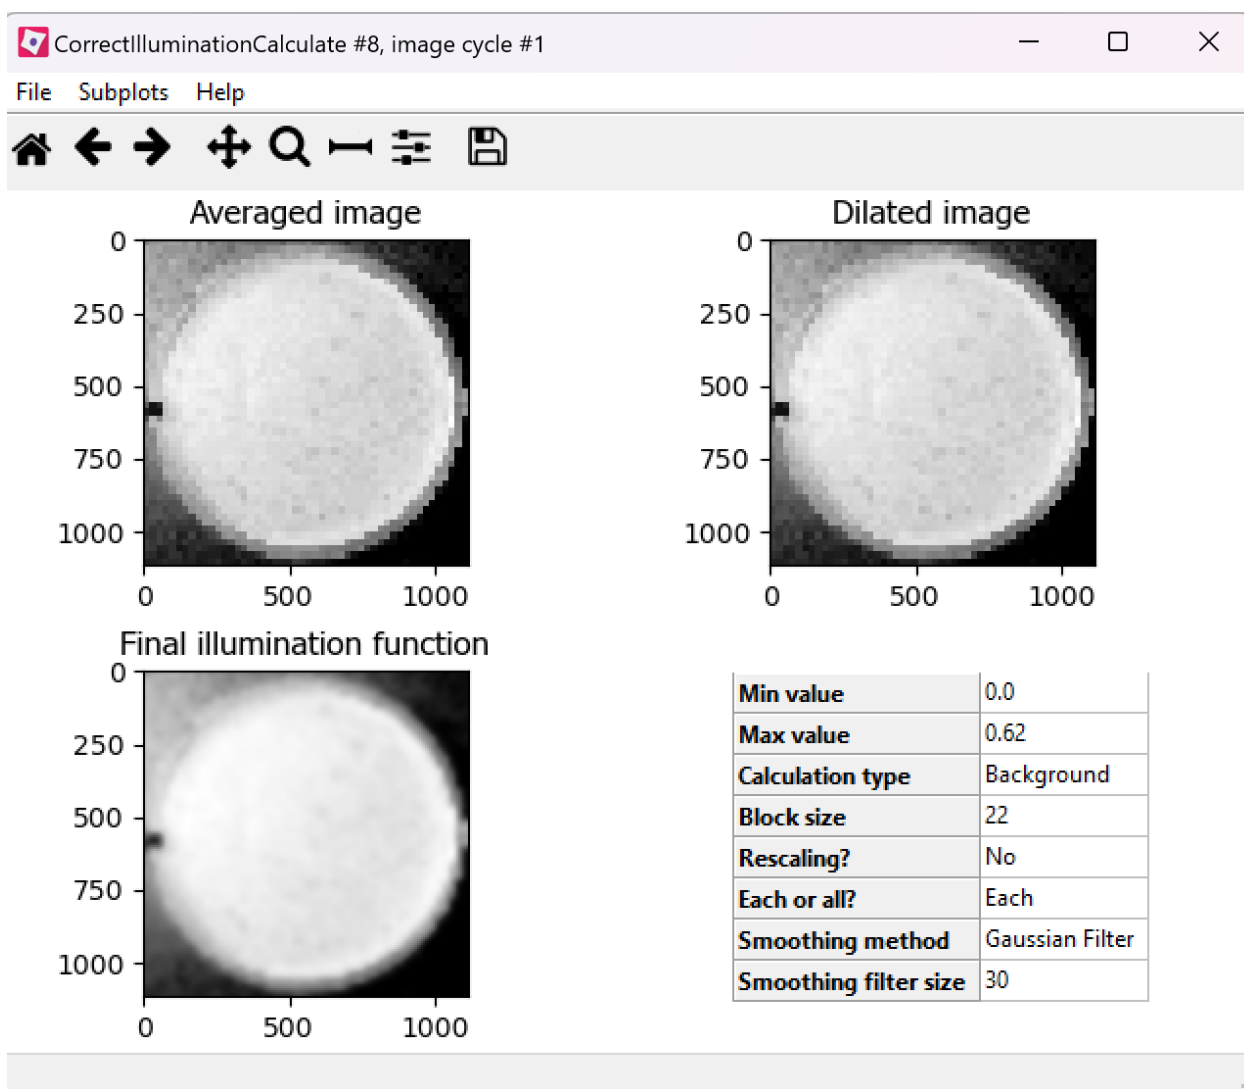 CorrectIlluminationCalculate #8, image cycle #1
File Subplots Help
Averaged image
0
250
500
750
1000
0 500 1000
Dilated image
0
250
500
750
1000
0 500 1000
Final illumination function
0
250
500
750
1000
0 500 1000
Min value 0.0
Max value 0.62
Calculation type Background
Block size 22
Rescaling? No
Each or all? Each
Smoothing method Gaussian Filter
Smoothing filter size 30